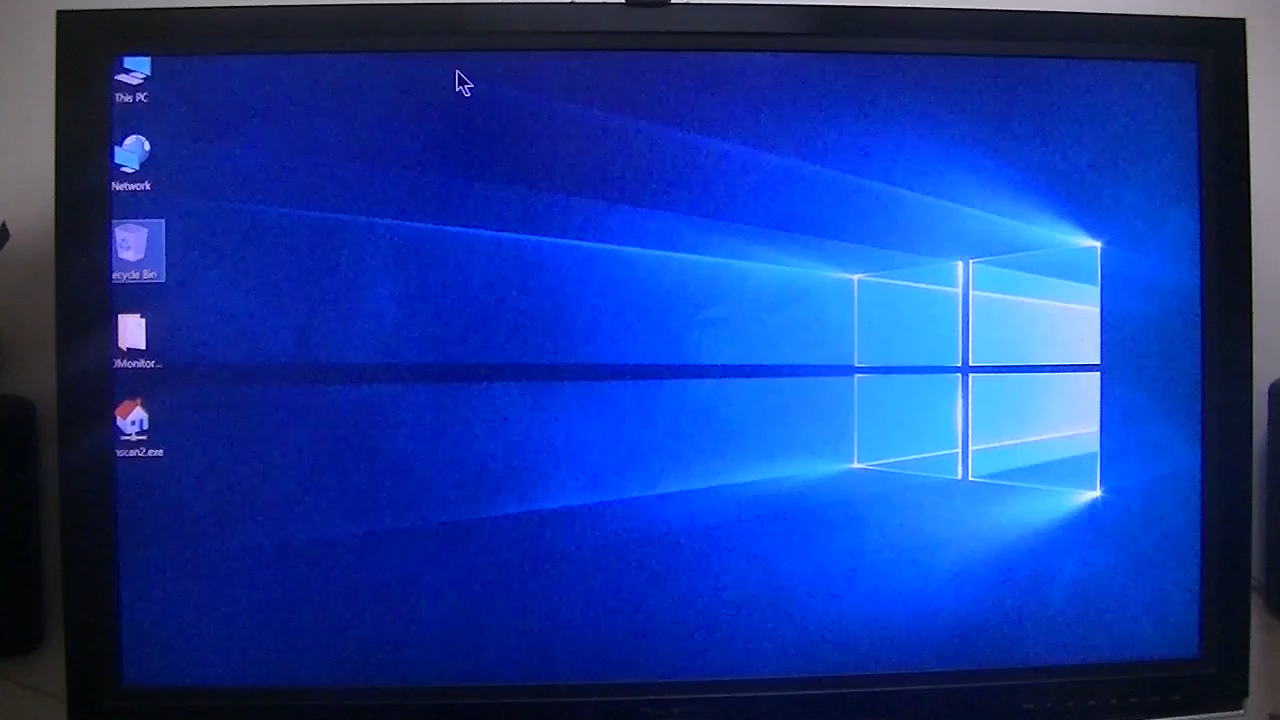 This PC
Network
ecycle Bin
Monitor...
scan2.exe